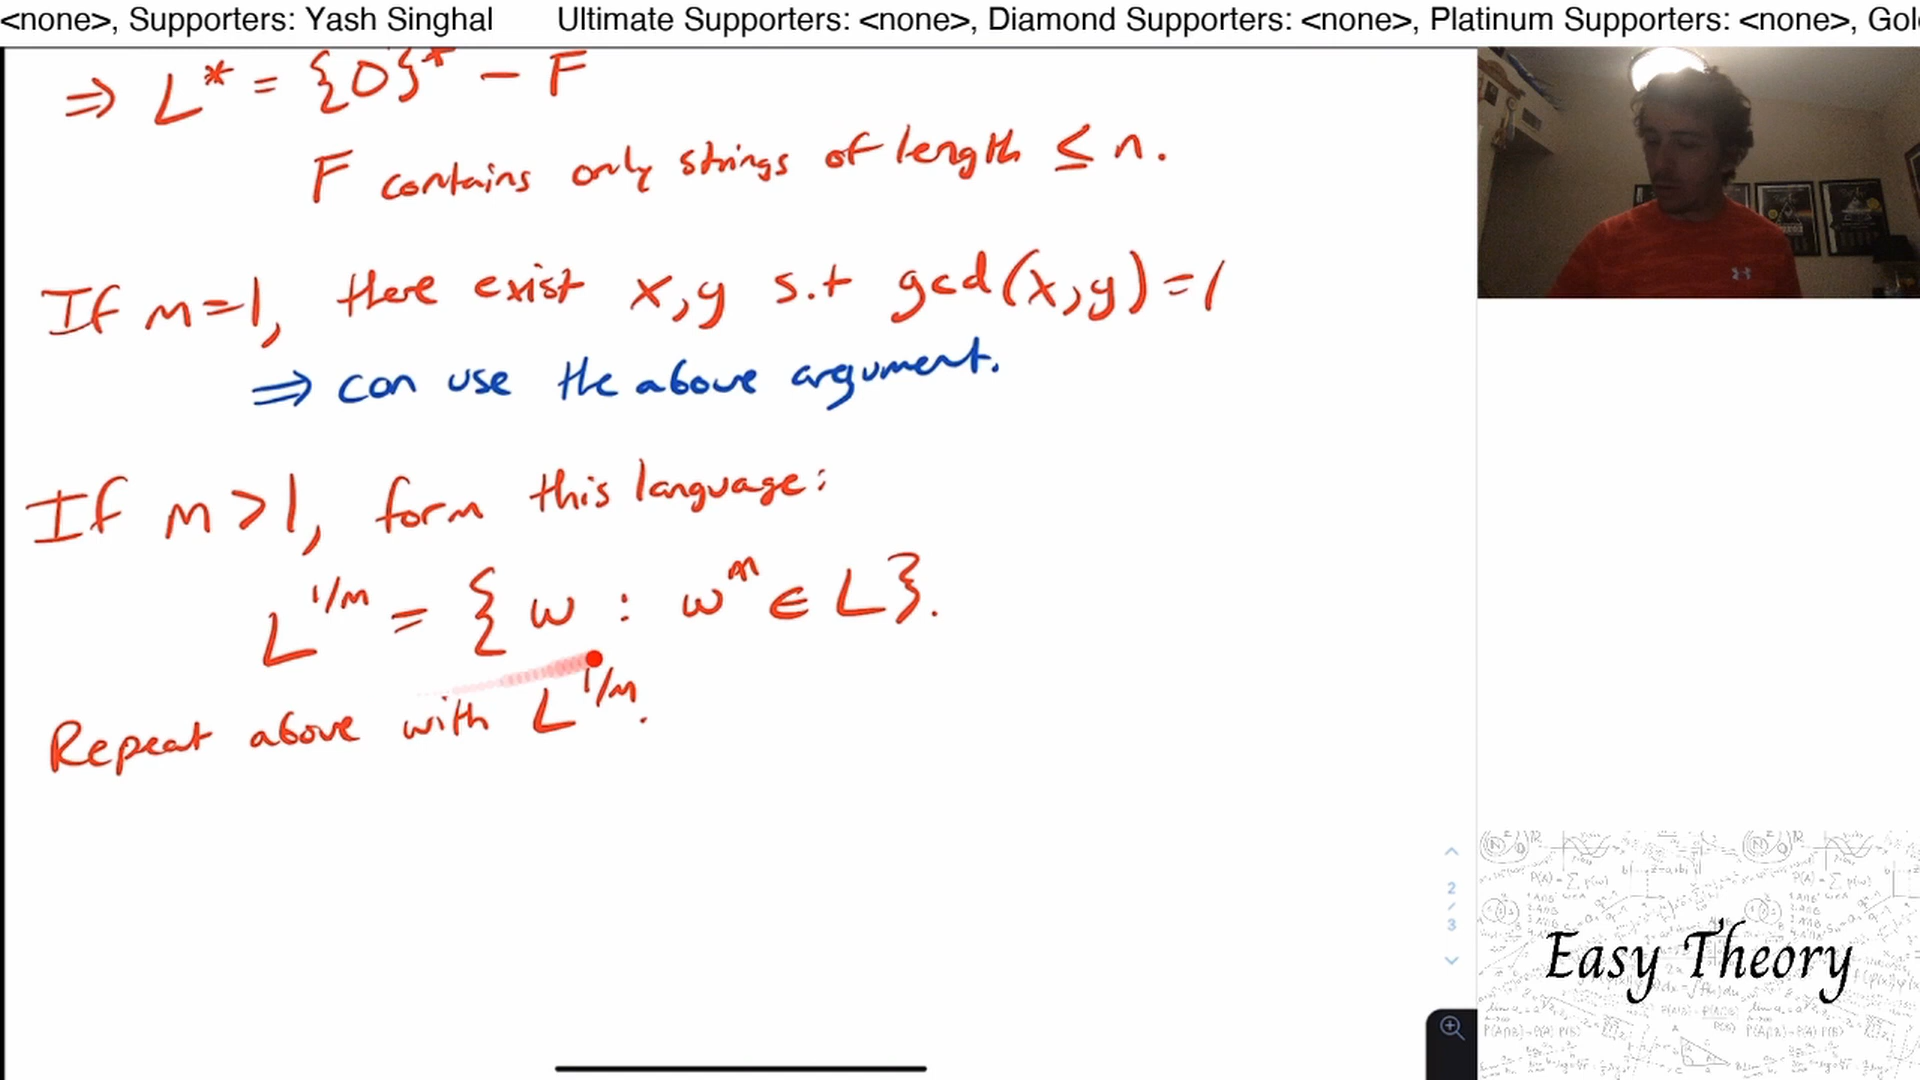 <none>, Supporters: Yash Singhal Ultimate Supporters: <none>, Diamond Supporters: <none>, Platinum Supporters: <none>, Gol
⇒ L* = {0}* − F
F contains only strings of length ≤ n.
If m=1, there exist x,y s.t gcd(x,y)=1
⇒ can use the above argument.
If m>1, form this language:
L^{1/m} = { w : w^m ∈ L}.
Repeat above with L^{1/m}.
2
/
3
Easy Theory